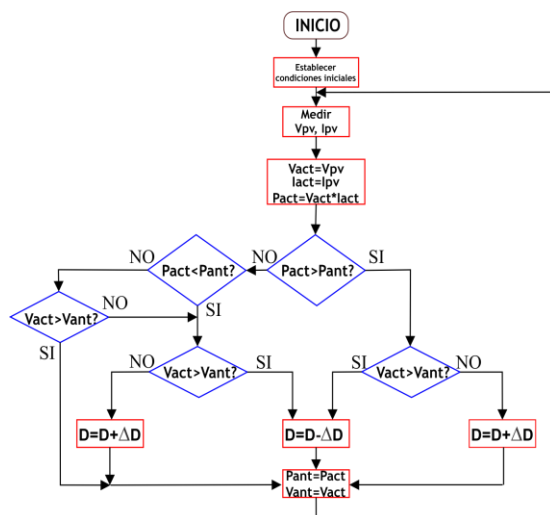 INICIO
Establecer
condiciones iniciales
Medir
Vpv, Ipv
Vact=Vpv
Iact=Ipv
Pact=Vact*Iact
NO
Pact<Pant?
NO
Pact>Pant?
SI
Vact>Vant?
NO
SI
SI
NO
Vact>Vant?
SI
SI
Vact>Vant?
NO
D=D+ΔD
D=D-ΔD
D=D+ΔD
Pant=Pact
Vant=Vact